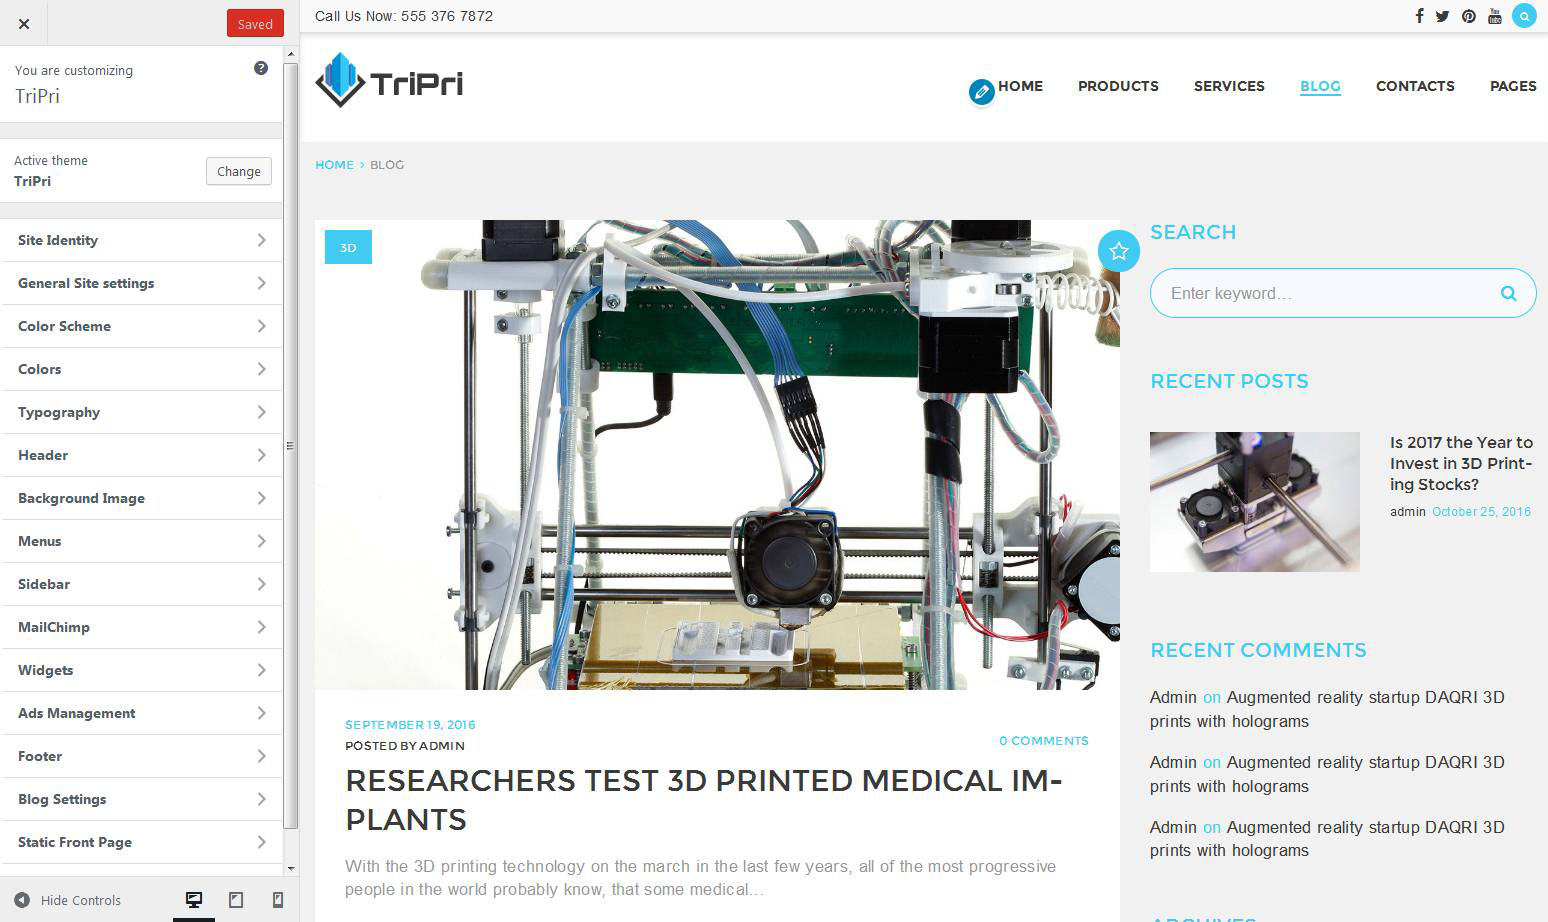 Saved
You are customizing
TriPri
Active theme
TriPri
Change
Site Identity
General Site settings
Color Scheme
Colors
Typography
Header
Background Image
Menus
Sidebar
MailChimp
Widgets
Ads Management
Footer
Blog Settings
Static Front Page
Hide Controls
Call Us Now: 555 376 7872
TriPri
HOME PRODUCTS SERVICES BLOG CONTACTS PAGES
HOME > BLOG
3D
SEPTEMBER 19, 2016
POSTED BY ADMIN
0 COMMENTS
RESEARCHERS TEST 3D PRINTED MEDICAL IM-
PLANTS
With the 3D printing technology on the march in the last few years, all of the most progressive
people in the world probably know, that some medical...
SEARCH
Enter keyword...
RECENT POSTS
Is 2017 the Year to
Invest in 3D Print-
ing Stocks?
admin October 25, 2016
RECENT COMMENTS
Admin on Augmented reality startup DAQRI 3D
prints with holograms
Admin on Augmented reality startup DAQRI 3D
prints with holograms
Admin on Augmented reality startup DAQRI 3D
prints with holograms